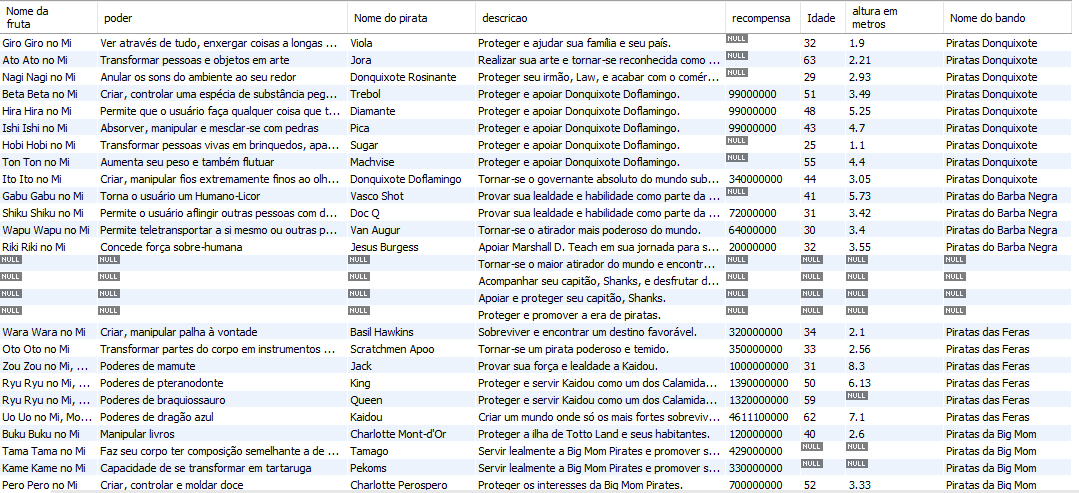 Nome da fruta poder Nome do pirata descricao recompensa Idade altura em metros Nome do bando
Giro Giro no Mi Ver através de tudo, enxergar coisas a longas ... Viola Proteger e ajudar sua família e seu país. NULL 32 1.9 Piratas Donquixote
Ato Ato no Mi Transformar pessoas e objetos em arte Jora Realizar sua arte e tornar-se reconhecida como ... NULL 63 2.21 Piratas Donquixote
Nagi Nagi no Mi Anular os sons do ambiente ao seu redor Donquixote Rosinante Proteger seu irmão, Law, e acabar com o comér... NULL 29 2.93 Piratas Donquixote
Beta Beta no Mi Criar, controlar uma espécia de substância peg... Trebol Proteger e apoiar Donquixote Doflamingo. 99000000 51 3.49 Piratas Donquixote
Hira Hira no Mi Permite que o usuário faça qualquer coisa que t... Diamante Proteger e apoiar Donquixote Doflamingo. 99000000 48 5.25 Piratas Donquixote
Ishi Ishi no Mi Absorver, manipular e mesclar-se com pedras Pica Proteger e apoiar Donquixote Doflamingo. 99000000 43 4.7 Piratas Donquixote
Hobi Hobi no Mi Transformar pessoas vivas em brinquedos, apa... Sugar Proteger e apoiar Donquixote Doflamingo. NULL 25 1.1 Piratas Donquixote
Ton Ton no Mi Aumenta seu peso e também flutuar Machvise Proteger e apoiar Donquixote Doflamingo. NULL 55 4.4 Piratas Donquixote
Ito Ito no Mi Criar, manipular fios extremamente finos ao olh... Donquixote Doflamingo Tornar-se o governante absoluto do mundo sub... 340000000 44 3.05 Piratas Donquixote
Gabu Gabu no Mi Torna o usuário um Humano-Licor Vasco Shot Provar sua lealdade e habilidade como parte da ... NULL 41 5.73 Piratas do Barba Negra
Shiku Shiku no Mi Permite o usuário aflingir outras pessoas com d... Doc Q Provar sua lealdade e habilidade como parte da ... 72000000 31 3.42 Piratas do Barba Negra
Wapu Wapu no Mi Permite teletransportar a si mesmo ou outras p... Van Augur Tornar-se o atirador mais poderoso do mundo. 64000000 30 3.4 Piratas do Barba Negra
Riki Riki no Mi Concede força sobre-humana Jesus Burgess Apoiar Marshall D. Teach em sua jornada para s... 20000000 32 3.55 Piratas do Barba Negra
NULL NULL NULL Tornar-se o maior atirador do mundo e encontr... NULL NULL NULL NULL
NULL NULL NULL Acompanhar seu capitão, Shanks, e desfrutar d... NULL NULL NULL NULL
NULL NULL NULL Apoiar e proteger seu capitão, Shanks. NULL NULL NULL NULL
NULL NULL NULL Proteger e promover a era de piratas. NULL NULL NULL NULL
Wara Wara no Mi Criar, manipular palha à vontade Basil Hawkins Sobreviver e encontrar um destino favorável. 320000000 34 2.1 Piratas das Feras
Oto Oto no Mi Transformar partes do corpo em instrumentos ... Scratchmen Apoo Tornar-se um pirata poderoso e temido. 350000000 33 2.56 Piratas das Feras
Zou Zou no Mi, ... Poderes de mamute Jack Provar sua força e lealdade a Kaidou. 1000000000 31 8.3 Piratas das Feras
Ryu Ryu no Mi, ... Poderes de pteranodonte King Proteger e servir Kaidou como um dos Calamida... 1390000000 50 6.13 Piratas das Feras
Ryu Ryu no Mi, ... Poderes de braquiossauro Queen Proteger e servir Kaidou como um dos Calamida... 1320000000 59 NULL Piratas das Feras
Uo Uo no Mi, Mo... Poderes de dragão azul Kaidou Criar um mundo onde só os mais fortes sobreviv... 4611100000 62 7.1 Piratas das Feras
Buku Buku no Mi Manipular livros Charlotte Mont-d'Or Proteger a ilha de Totto Land e seus habitantes. 120000000 40 2.6 Piratas da Big Mom
Tama Tama no Mi Faz seu corpo ter composição semelhante a de ... Tamago Servir lealmente a Big Mom Pirates e promover s... 429000000 NULL NULL Piratas da Big Mom
Kame Kame no Mi Capacidade de se transformar em tartaruga Pekoms Servir lealmente a Big Mom Pirates e promover s... 330000000 NULL NULL Piratas da Big Mom
Pero Pero no Mi Criar, controlar e moldar doce Charlotte Perospero Proteger os interesses da Big Mom Pirates. 700000000 52 3.33 Piratas da Big Mom